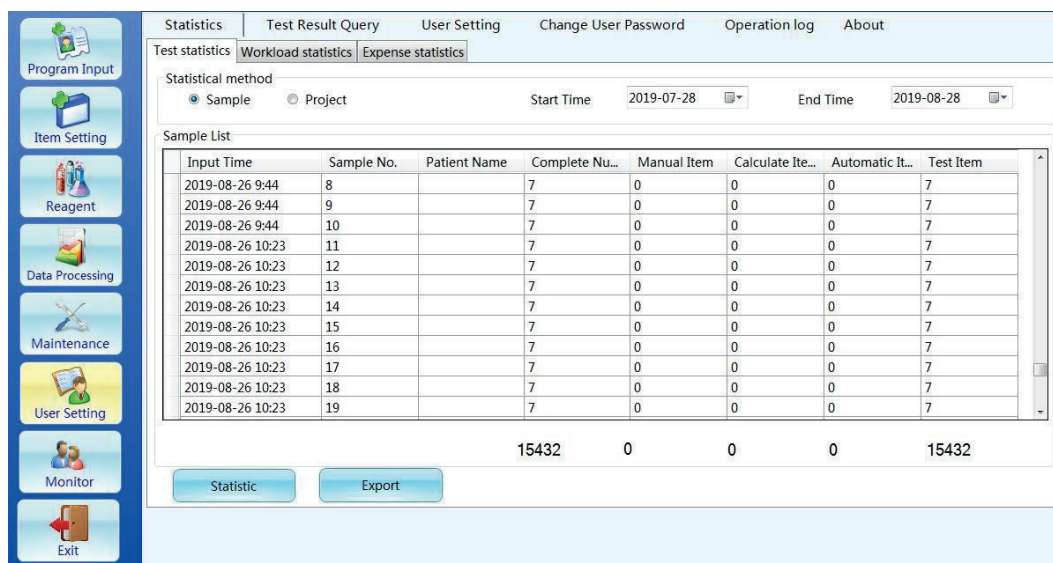 Statistics Test Result Query User Setting Change User Password Operation log About
Test statistics Workload statistics Expense statistics
Statistical method
Sample Project Start Time 2019-07-28 End Time 2019-08-28
Sample List
Input Time Sample No. Patient Name Complete Nu... Manual Item Calculate Ite... Automatic It... Test Item
2019-08-26 9:44 8 7 0 0 0 7
2019-08-26 9:44 9 7 0 0 0 7
2019-08-26 9:44 10 7 0 0 0 7
2019-08-26 10:23 11 7 0 0 0 7
2019-08-26 10:23 12 7 0 0 0 7
2019-08-26 10:23 13 7 0 0 0 7
2019-08-26 10:23 14 7 0 0 0 7
2019-08-26 10:23 15 7 0 0 0 7
2019-08-26 10:23 16 7 0 0 0 7
2019-08-26 10:23 17 7 0 0 0 7
2019-08-26 10:23 18 7 0 0 0 7
2019-08-26 10:23 19 7 0 0 0 7
15432 0 0 0 15432
Statistic Export
Program Input
Item Setting
Reagent
Data Processing
Maintenance
User Setting
Monitor
Exit